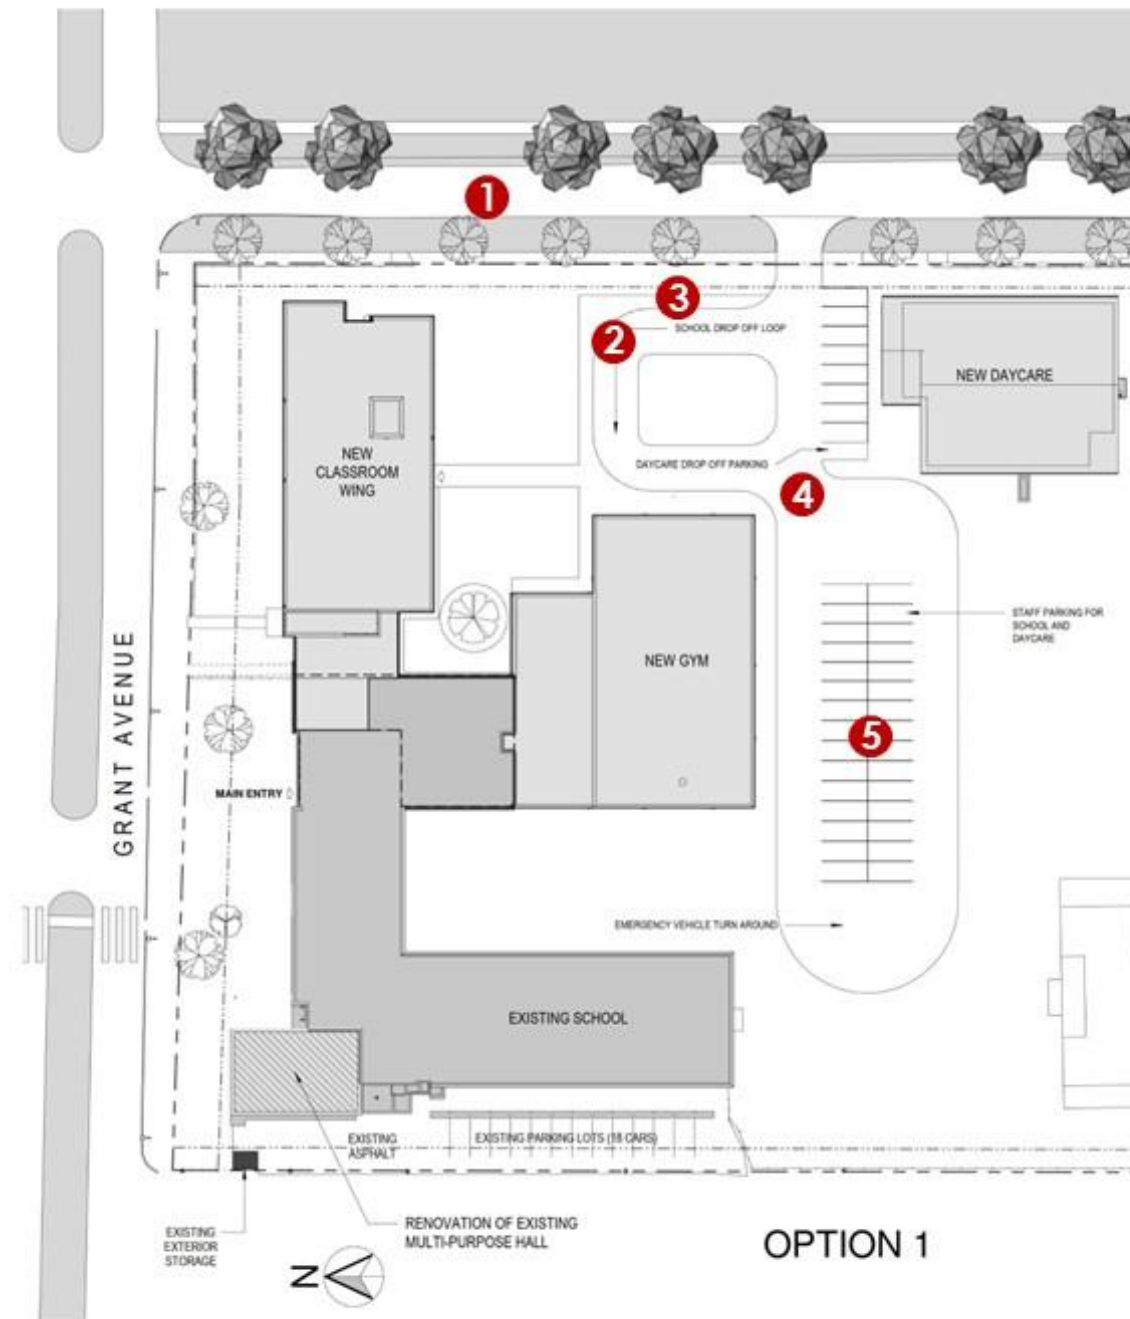 1
3
SCHOOL DROP OFF LOOP
2
NEW DAYCARE
NEW
CLASSROOM
WING
DAYCARE DROP OFF PARKING
4
STAFF PARKING FOR
SCHOOL AND
DAYCARE
GRANT AVENUE
NEW GYM
5
MAIN ENTRY
EMERGENCY VEHICLE TURN AROUND
EXISTING SCHOOL
EXISTING
ASPHALT
EXISTING PARKING LOTS (18 CARS)
EXISTING
EXTERIOR
STORAGE
RENOVATION OF EXISTING
MULTI-PURPOSE HALL
N
OPTION 1